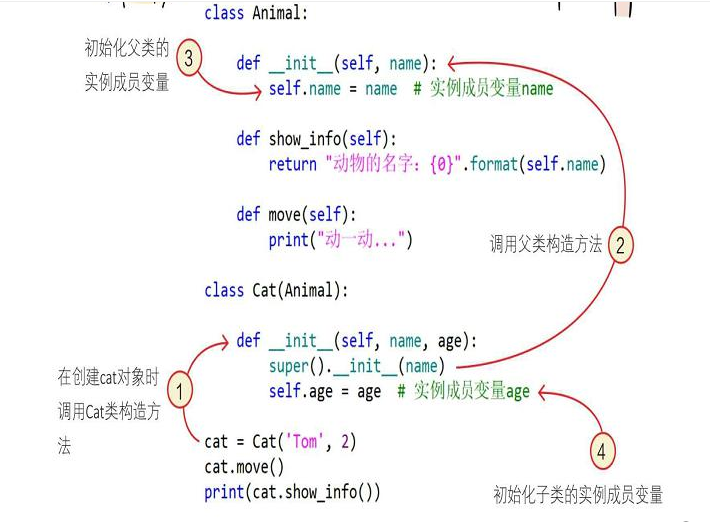 class Animal:
初始化父类的
实例成员变量
3
def __init__(self, name):
self.name = name  # 实例成员变量name
def show_info(self):
return "动物的名字：{0}".format(self.name)
def move(self):
print("动一动...")
调用父类构造方法
2
class Cat(Animal):
def __init__(self, name, age):
super().__init__(name)
self.age = age  # 实例成员变量age
在创建cat对象时
调用Cat类构造方
法
1
cat = Cat('Tom', 2)
cat.move()
print(cat.show_info())
4
初始化子类的实例成员变量